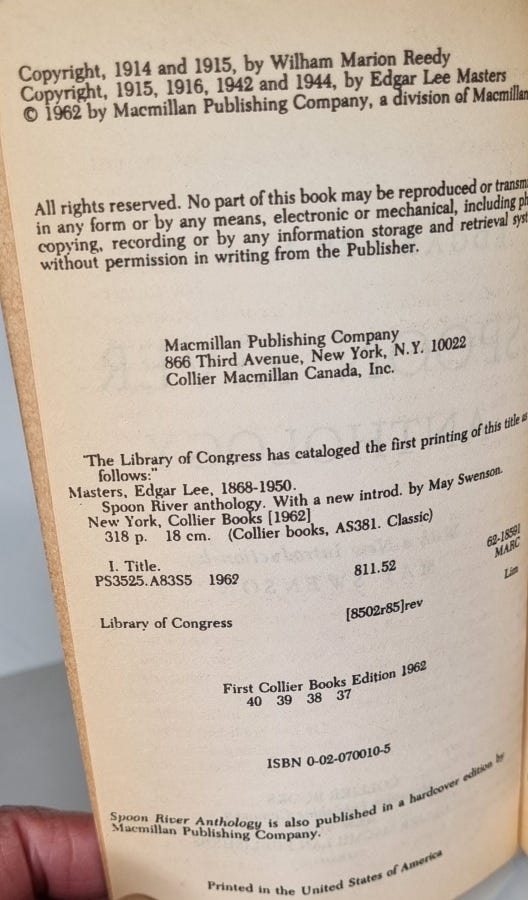 Copyright, 1914 and 1915, by Wilham Marion Reedy
Copyright, 1915, 1916, 1942 and 1944, by Edgar Lee Masters
© 1962 by Macmillan Publishing Company, a division of Macmillan
All rights reserved. No part of this book may be reproduced or transm
in any form or by any means, electronic or mechanical, including ph
copying, recording or by any information storage and retrieval syst
without permission in writing from the Publisher.
Macmillan Publishing Company
866 Third Avenue, New York, N.Y. 10022
Collier Macmillan Canada, Inc.
"The Library of Congress has cataloged the first printing of this title as
follows:"
Masters, Edgar Lee, 1868-1950.
Spoon River anthology. With a new introd. by May Swenson.
New York, Collier Books [1962]
318 p. 18 cm. (Collier books, AS381. Classic)
I. Title.
PS3525.A83S5 1962 811.52 62-18591
MARC
Library of Congress [8502r85]rev
First Collier Books Edition 1962
40 39 38 37
ISBN 0-02-070010-5
Spoon River Anthology is also published in a hardcover edition by
Macmillan Publishing Company.
Printed in the United States of America